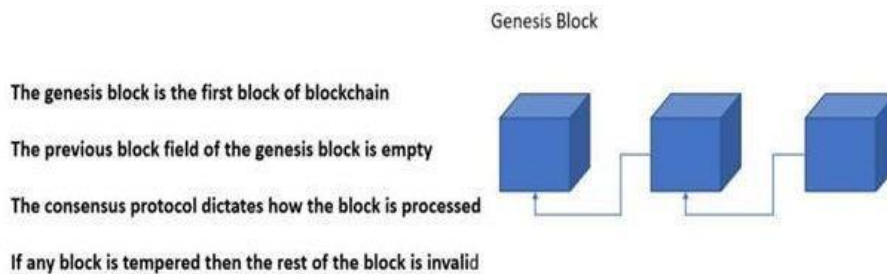 Genesis Block
The genesis block is the first block of blockchain
The previous block field of the genesis block is empty
The consensus protocol dictates how the block is processed
If any block is tempered then the rest of the block is invalid